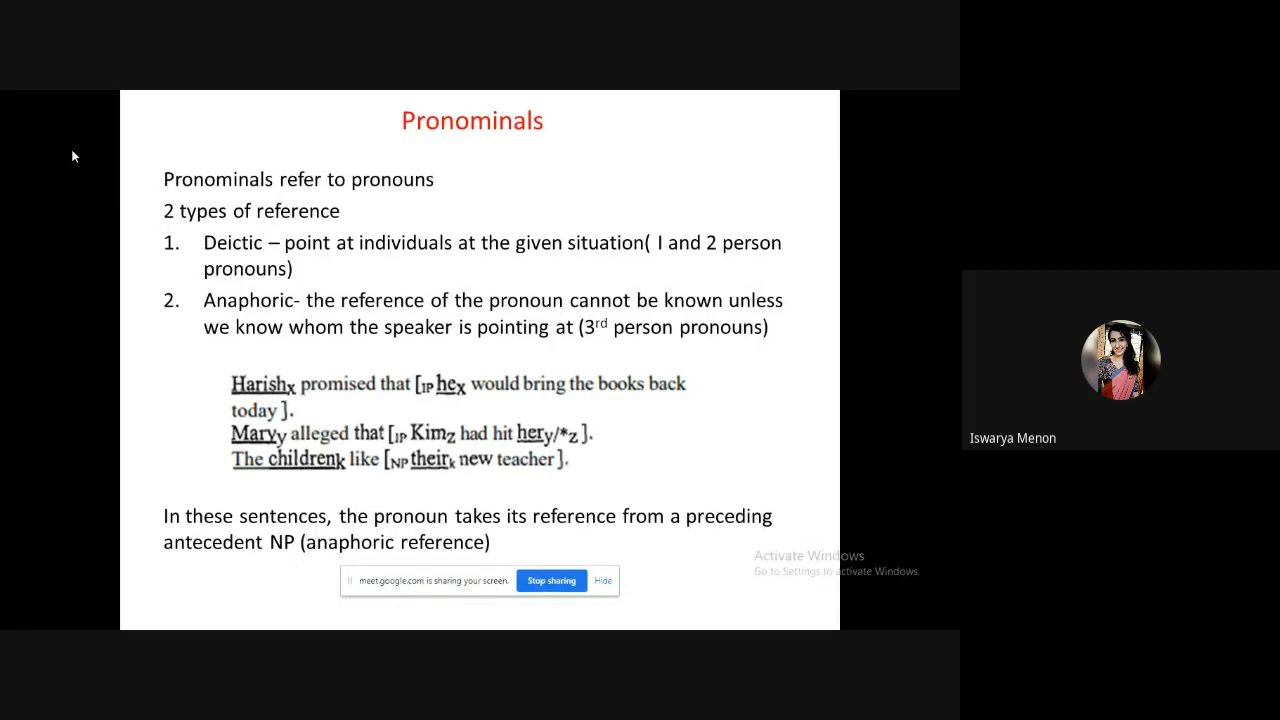 Pronominals
Pronominals refer to pronouns
2 types of reference
1. Deictic – point at individuals at the given situation( I and 2 person
pronouns)
2. Anaphoric- the reference of the pronoun cannot be known unless
we know whom the speaker is pointing at (3rd person pronouns)
Harishx promised that [IP hex would bring the books back
today ].
Maryy alleged that [IP Kimz had hit hery/*z ].
The childrenk like [NP theirk new teacher ].
In these sentences, the pronoun takes its reference from a preceding
antecedent NP (anaphoric reference)
Activate Windows
Go to Settings to activate Windows.
meet.google.com is sharing your screen. Stop sharing Hide
Iswarya Menon